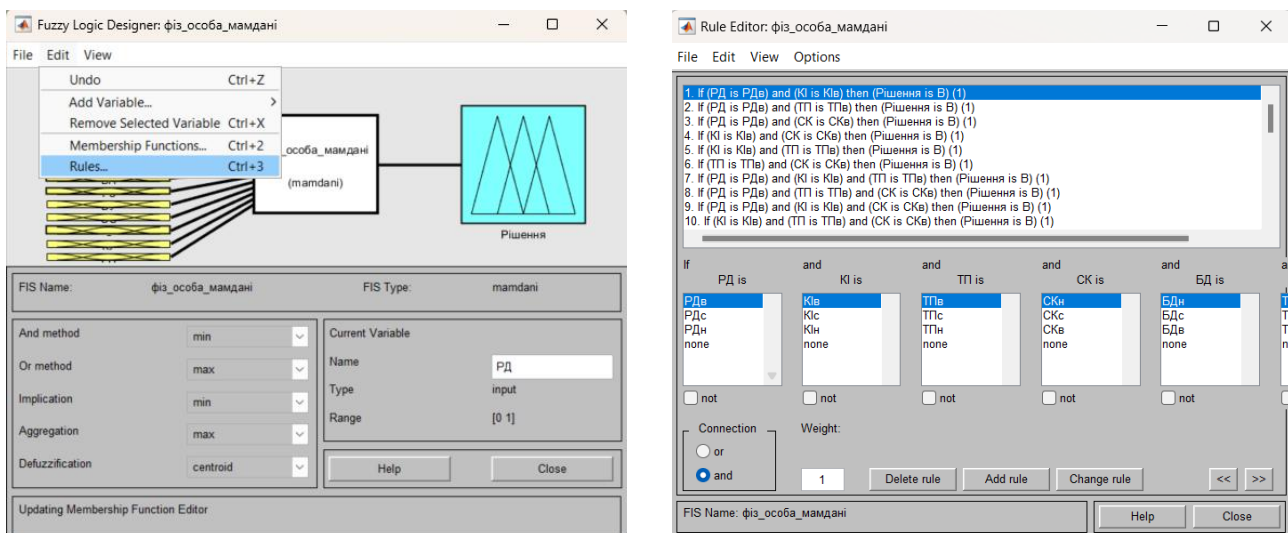 Fuzzy Logic Designer: фіз_особа_мамдані
File Edit View
Undo Ctrl+Z
Add Variable... >
Remove Selected Variable Ctrl+X
Membership Functions... Ctrl+2
Rules... Ctrl+3
_особа_мамдані
(mamdani)
Рішення
FIS Name: фіз_особа_мамдані FIS Type: mamdani
And method min
Or method max
Implication min
Aggregation max
Defuzzification centroid
Current Variable
Name РД
Type input
Range [0 1]
Help Close
Updating Membership Function Editor
Rule Editor: фіз_особа_мамдані
File Edit View Options
1. If (РД is РДв) and (КІ is КІв) then (Рішення is В) (1)
2. If (РД is РДв) and (ТП is ТПв) then (Рішення is В) (1)
3. If (РД is РДв) and (СК is СКв) then (Рішення is В) (1)
4. If (КІ is КІв) and (СК is СКв) then (Рішення is В) (1)
5. If (КІ is КІв) and (ТП is ТПв) then (Рішення is В) (1)
6. If (ТП is ТПв) and (СК is СКв) then (Рішення is В) (1)
7. If (РД is РДв) and (КІ is КІв) and (ТП is ТПв) then (Рішення is В) (1)
8. If (РД is РДв) and (ТП is ТПв) and (СК is СКв) then (Рішення is В) (1)
9. If (РД is РДв) and (КІ is КІв) and (СК is СКв) then (Рішення is В) (1)
10. If (КІ is КІв) and (ТП is ТПв) and (СК is СКв) then (Рішення is В) (1)
If and and and and
РД is КІ is ТП is СК is БД is
РДв КІв ТПв СКн БДн
РДс КІс ТПс СКс БДс
РДн КІн ТПн СКв БДв
none none none none none
not not not not not
Connection Weight:
or
and 1 Delete rule Add rule Change rule << >>
FIS Name: фіз_особа_мамдані Help Close